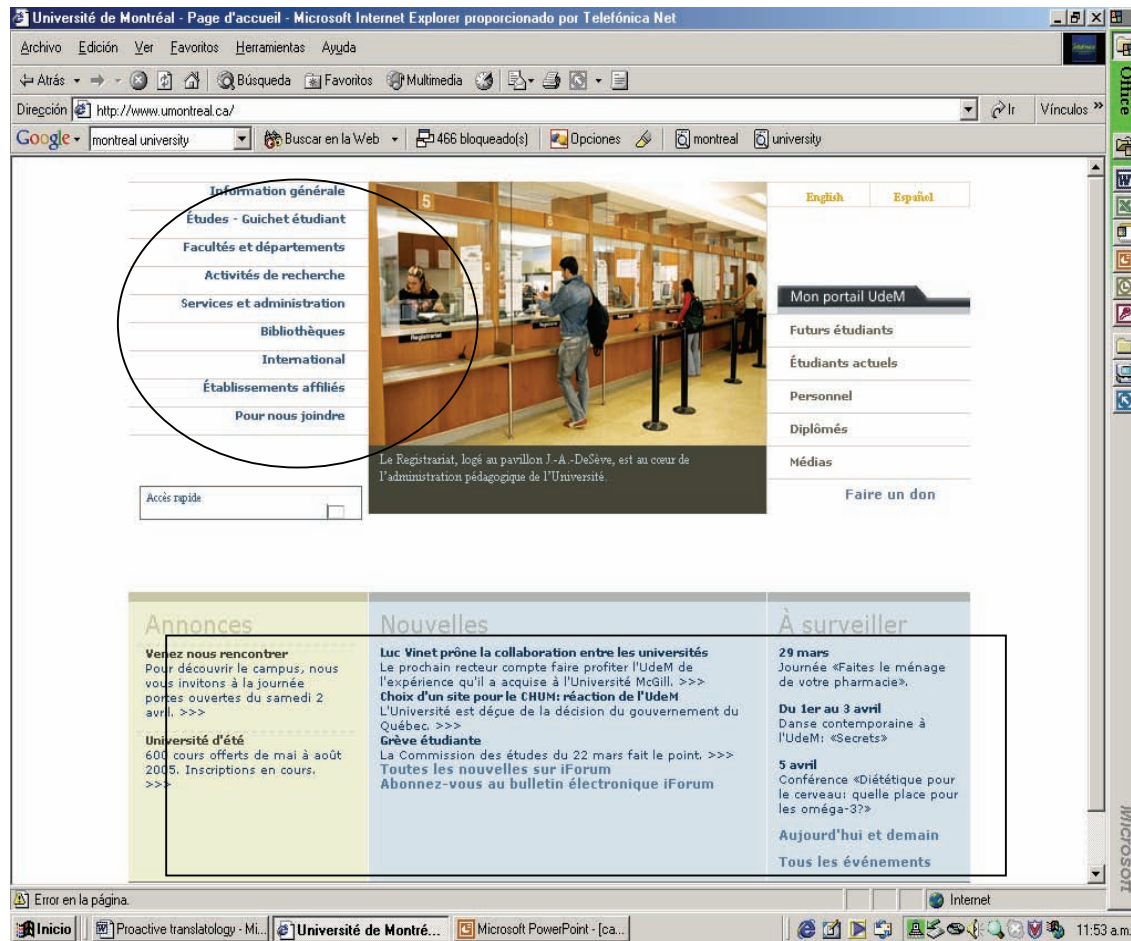 Université de Montréal - Page d'accueil - Microsoft Internet Explorer proporcionado por Telefónica Net
Archivo Edición Ver Favoritos Herramientas Ayuda
Atrás Búsqueda Favoritos Multimedia
Dirección http://www.umontreal.ca/ Ir Vínculos »
Google montreal university Buscar en la Web 466 bloqueado(s) Opciones montreal university
Information générale
Études - Guichet étudiant
Facultés et départements
Activités de recherche
Services et administration
Bibliothèques
International
Établissements affiliés
Pour nous joindre
Accès rapide
5
6
Registrariat
Le Registrariat, logé au pavillon J.-A.-DeSève, est au cœur de
l'administration pédagogique de l'Université.
English Español
Mon portail UdeM
Futurs étudiants
Étudiants actuels
Personnel
Diplômés
Médias
Faire un don
Annonces
Venez nous rencontrer
Pour découvrir le campus, nous
vous invitons à la journée
portes ouvertes du samedi 2
avril. >>>
Université d'été
600 cours offerts de mai à août
2005. Inscriptions en cours.
>>>
Nouvelles
Luc Vinet prône la collaboration entre les universités
Le prochain recteur compte faire profiter l'UdeM de
l'expérience qu'il a acquise à l'Université McGill. >>>
Choix d'un site pour le CHUM: réaction de l'UdeM
L'Université est déçue de la décision du gouvernement du
Québec. >>>
Grève étudiante
La Commission des études du 22 mars fait le point. >>>
Toutes les nouvelles sur iForum
Abonnez-vous au bulletin électronique iForum
À surveiller
29 mars
Journée «Faites le ménage
de votre pharmacie».
Du 1er au 3 avril
Danse contemporaine à
l'UdeM: «Secrets»
5 avril
Conférence «Diététique pour
le cerveau: quelle place pour
les oméga-3?»
Aujourd'hui et demain
Tous les événements
Office
Microsoft
Error en la página. Internet
Inicio Proactive translatology - Mi... Université de Montré... Microsoft PowerPoint - [ca... 11:53 a.m.